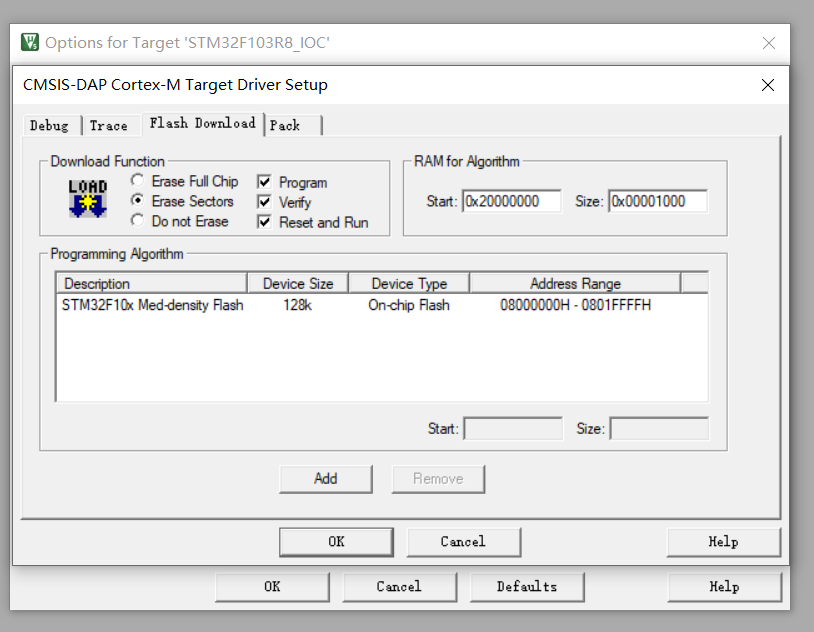 Options for Target 'STM32F103R8_IOC'
CMSIS-DAP Cortex-M Target Driver Setup
Debug Trace Flash Download Pack
Download Function
LOAD
Erase Full Chip
Erase Sectors
Do not Erase
Program
Verify
Reset and Run
RAM for Algorithm
Start: 0x20000000 Size: 0x00001000
Programming Algorithm
Description Device Size Device Type Address Range
STM32F10x Med-density Flash 128k On-chip Flash 08000000H - 0801FFFFH
Start: Size:
Add Remove
OK Cancel Help
OK Cancel Defaults Help